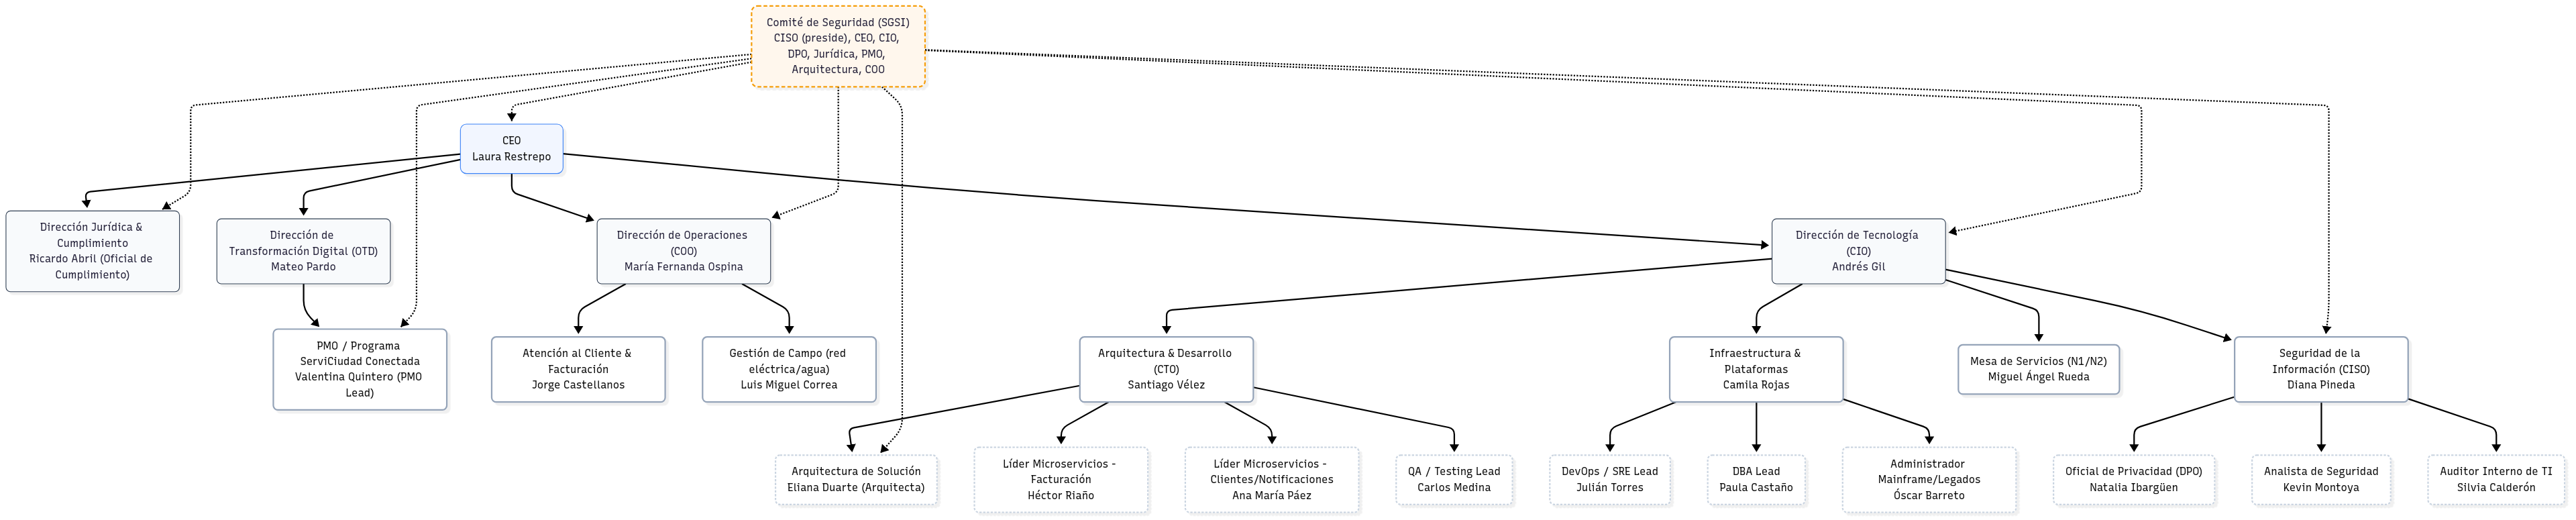 Comité de Seguridad (SGSI)
CISO (preside), CEO, CIO,
DPO, Jurídica, PMO,
Arquitectura, COO
CEO
Laura Restrepo
Dirección Jurídica &
Cumplimiento
Ricardo Abril (Oficial de
Cumplimiento)
Dirección de
Transformación Digital (OTD)
Mateo Pardo
Dirección de Operaciones
(COO)
María Fernanda Ospina
Dirección de Tecnología
(CIO)
Andrés Gil
PMO / Programa
ServiCiudad Conectada
Valentina Quintero (PMO
Lead)
Atención al Cliente &
Facturación
Jorge Castellanos
Gestión de Campo (red
eléctrica/agua)
Luis Miguel Correa
Arquitectura & Desarrollo
(CTO)
Santiago Vélez
Infraestructura &
Plataformas
Camila Rojas
Mesa de Servicios (N1/N2)
Miguel Ángel Rueda
Seguridad de la
Información (CISO)
Diana Pineda
Arquitectura de Solución
Eliana Duarte (Arquitecta)
Líder Microservicios -
Facturación
Héctor Riaño
Líder Microservicios -
Clientes/Notificaciones
Ana María Páez
QA / Testing Lead
Carlos Medina
DevOps / SRE Lead
Julián Torres
DBA Lead
Paula Castaño
Administrador
Mainframe/Legados
Óscar Barreto
Oficial de Privacidad (DPO)
Natalia Ibargüen
Analista de Seguridad
Kevin Montoya
Auditor Interno de TI
Silvia Calderón